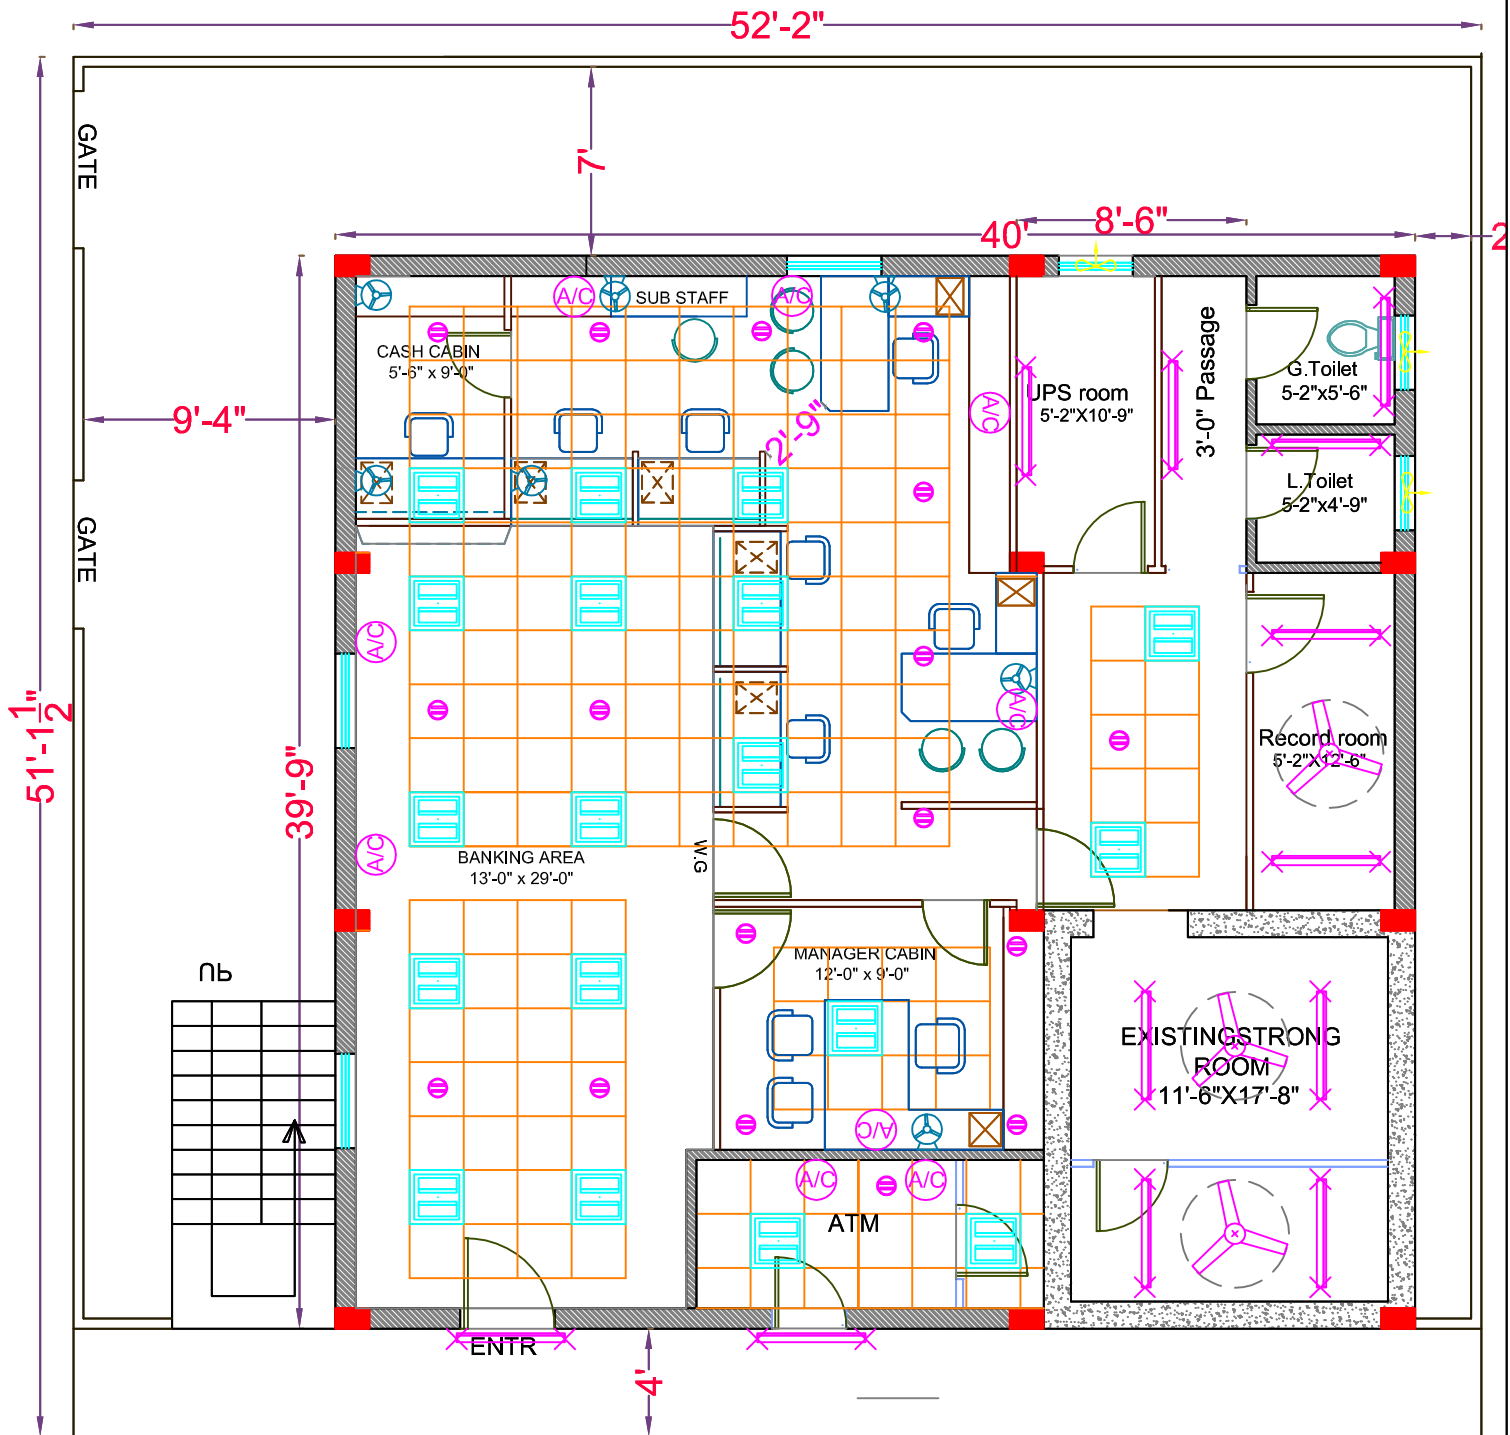 52'-2"
7'
GATE
40'
8'-6"
2
A/C
SUB STAFF
A/C
CASH CABIN
5'-6" x 9'-0"
9'-4"
2'-9"
A/C
UPS room
5'-2"X10'-9"
3'-0" Passage
G.Toilet
5-2"x5'-6"
L.Toilet
5-2"x4'-9"
GATE
A/C
51'-1 1/2"
39'-9"
A/C
Record room
5'-2"X12'-6"
A/C
BANKING AREA
13'-0" x 29'-0"
W.G
UP
MANAGER CABIN
12'-0" x 9'-0"
EXISTINGSTRONG
ROOM
11'-6"X17'-8"
A/C
A/C
A/C
ATM
ENTR
4'